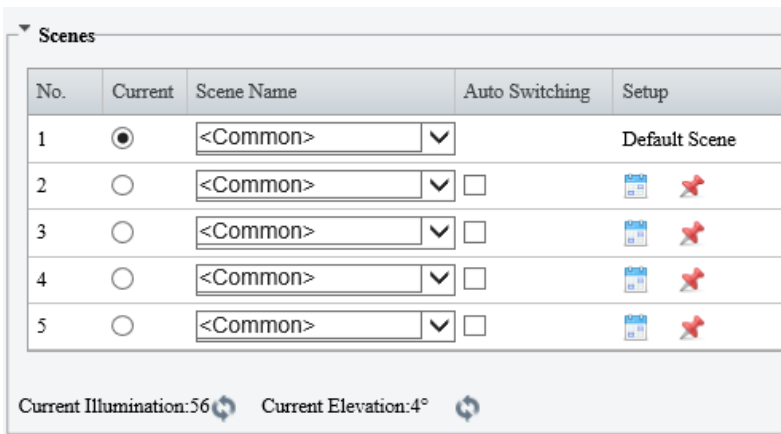 Scenes
No. Current Scene Name Auto Switching Setup
1 <Common> Default Scene
2 <Common>
3 <Common>
4 <Common>
5 <Common>
Current Illumination:56 Current Elevation:4°